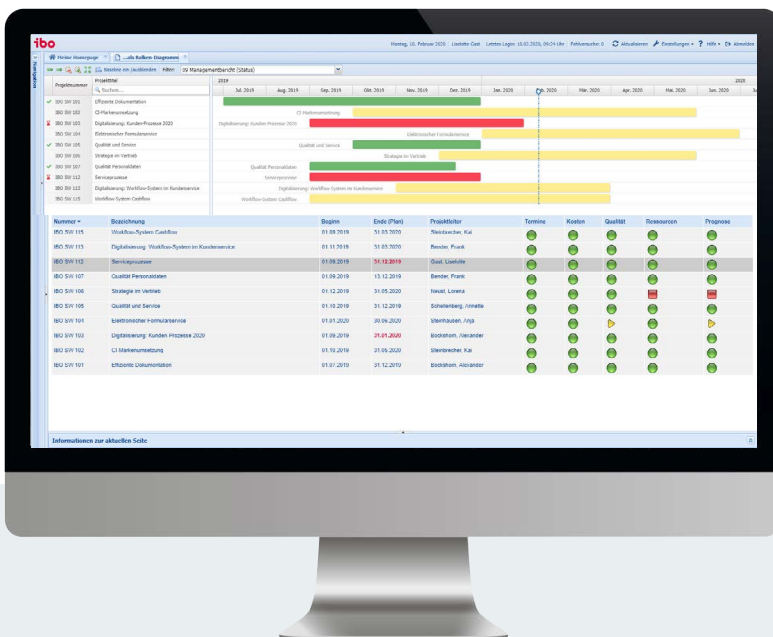 ibo
Montag, 10. Februar 2020 Liselotte Gast Letztes Login: 10.02.2020, 09:24 Uhr Fehlversuche: 0 Aktualisieren Einstellungen ? Hilfe Abmelden
Navigation
Meine Homepage ...als Balken-Diagramm
Baseline ein-/ausblenden Filter: 09 Managementbericht (Status)
Projektnummer Projekttitel 2019 2020
Suchen...
Jul. 2019 Aug. 2019 Sep. 2019 Okt. 2019 Nov. 2019 Dez. 2019 Jan. 2020 Feb. 2020 Mär. 2020 Apr. 2020 Mai. 2020 Jun. 2020
IBO SW 101 Effiziente Dokumentation
IBO SW 102 CI-Markenumsetzung CI-Markenumsetzung
IBO SW 103 Digitalisierung: Kunden-Prozesse 2020 Digitalisierung: Kunden Prozesse 2020
IBO SW 104 Elektronischer Formularservice Elektronischer Formularservice
IBO SW 105 Qualität und Service Qualität und Service
IBO SW 106 Strategie im Vertrieb Strategie im Vertrieb
IBO SW 107 Qualität Personaldaten Qualität Personaldaten
IBO SW 112 Serviceprozesse Serviceprozesse
IBO SW 113 Digitalisierung: Workflow-System im Kundenservice Digitalisierung: Workflow-System im Kundenservice
IBO SW 115 Workflow-System Cashflow Workflow-System Cashflow
Nummer Bezeichnung Beginn Ende (Plan) Projektleiter Termine Kosten Qualität Ressourcen Prognose
IBO SW 115 Workflow-System Cashflow 01.09.2019 31.03.2020 Steinbrecher, Kai
IBO SW 113 Digitalisierung: Workflow-System im Kundenservice 01.11.2019 31.03.2020 Bender, Frank
IBO SW 112 Serviceprozesse 01.09.2019 31.12.2019 Gast, Liselotte
IBO SW 107 Qualität Personaldaten 01.09.2019 13.12.2019 Bender, Frank
IBO SW 106 Strategie im Vertrieb 01.12.2019 31.05.2020 Neust, Lorena
IBO SW 105 Qualität und Service 01.10.2019 31.12.2019 Schellenberg, Annette
IBO SW 104 Elektronischer Formularservice 01.01.2020 30.06.2020 Sternhausen, Anja
IBO SW 103 Digitalisierung: Kunden Prozesse 2020 01.09.2019 31.01.2020 Bockshorn, Alexander
IBO SW 102 CI Markenumsetzung 01.10.2019 31.05.2020 Steinbrecher, Kai
IBO SW 101 Effiziente Dokumentation 01.07.2019 31.12.2019 Bockshorn, Alexander
Informationen zur aktuellen Seite